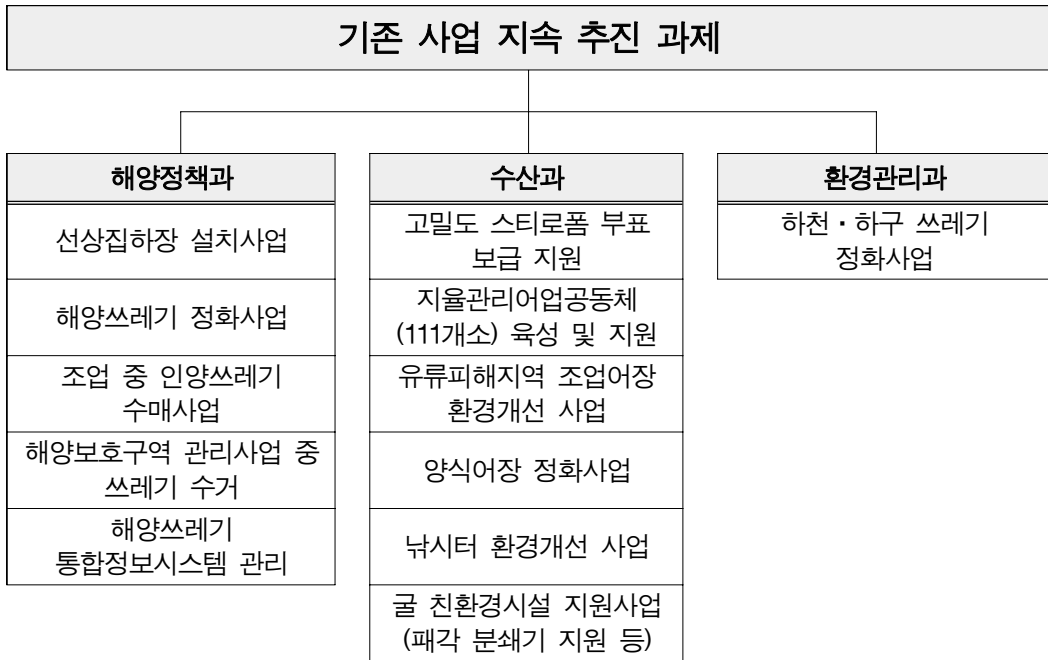 기존 사업 지속 추진 과제
해양정책과
선상집하장 설치사업
해양쓰레기 정화사업
조업 중 인양쓰레기
수매사업
해양보호구역 관리사업 중
쓰레기 수거
해양쓰레기
통합정보시스템 관리
수산과
고밀도 스티로폼 부표
보급 지원
지율관리어업공동체
(111개소) 육성 및 지원
유류피해지역 조업어장
환경개선 사업
양식어장 정화사업
낚시터 환경개선 사업
굴 친환경시설 지원사업
(패각 분쇄기 지원 등)
환경관리과
하천・하구 쓰레기
정화사업